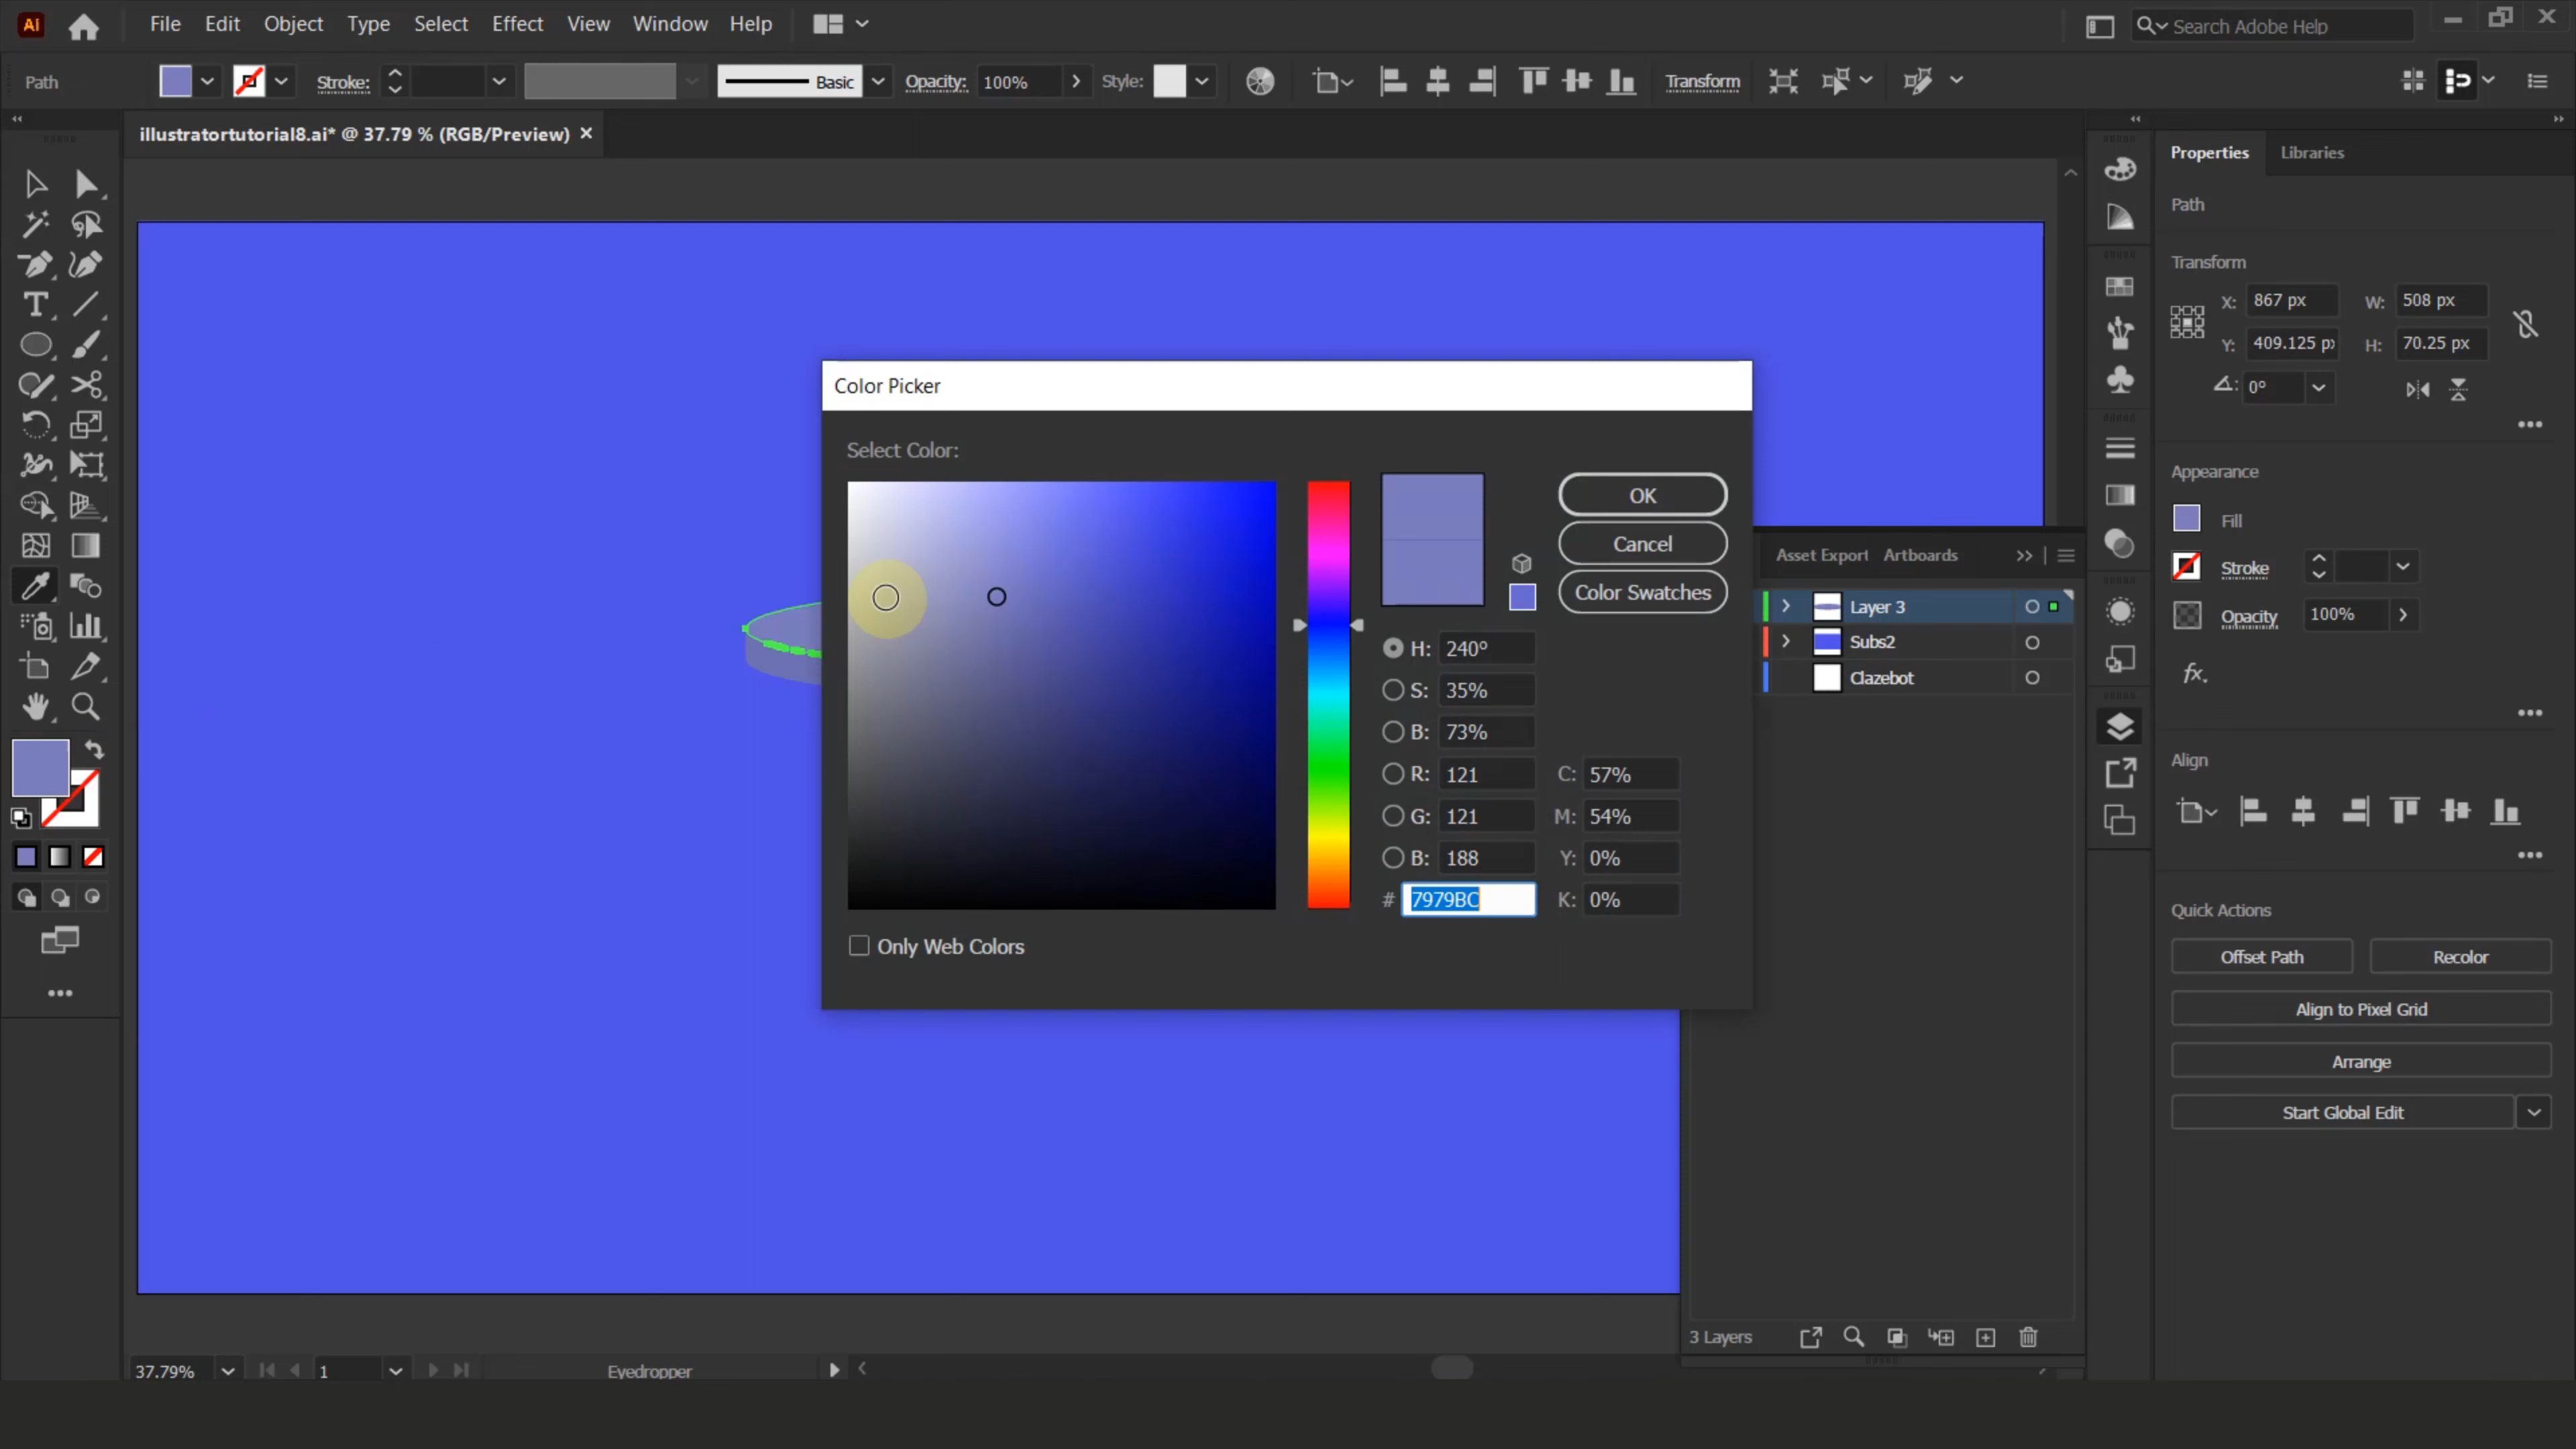 Ai File Edit Object Type Select Effect View Window Help Search Adobe Help
Path Stroke: Basic Opacity: 100% Style: Transform
illustratortutorial8.ai* @ 37.79 % (RGB/Preview) ×
Properties Libraries
Path
Transform
X: 867 px W: 508 px
Y: 409.125 px H: 70.25 px
0°
Appearance
Fill
Stroke
Opacity 100%
fx.
Align
Quick Actions
Offset Path Recolor
Align to Pixel Grid
Arrange
Start Global Edit
Color Picker
Select Color:
OK
Cancel
Color Swatches
H: 240°
S: 35%
B: 73%
R: 121 C: 57%
G: 121 M: 54%
B: 188 Y: 0%
# 7979BC K: 0%
Only Web Colors
Asset Export Artboards
Layer 3
Subs2
Clazebot
3 Layers
37.79% 1 Eyedropper